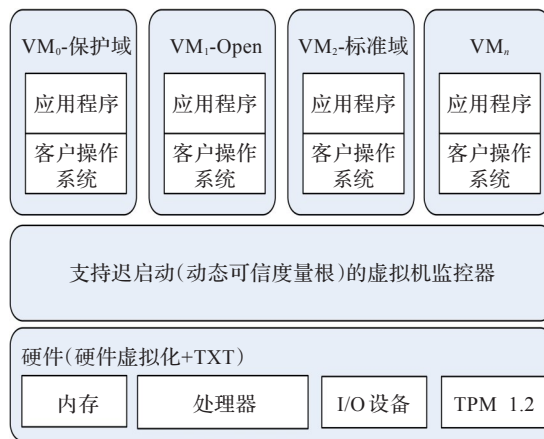 VM₀-保护域 VM₁-Open VM₂-标准域 VMₙ
应用程序 应用程序 应用程序 应用程序
客户操作 客户操作 客户操作 客户操作
系统 系统 系统 系统
支持迟启动(动态可信度量根)的虚拟机监控器
硬件(硬件虚拟化+TXT)
内存 处理器 I/O 设备 TPM 1.2